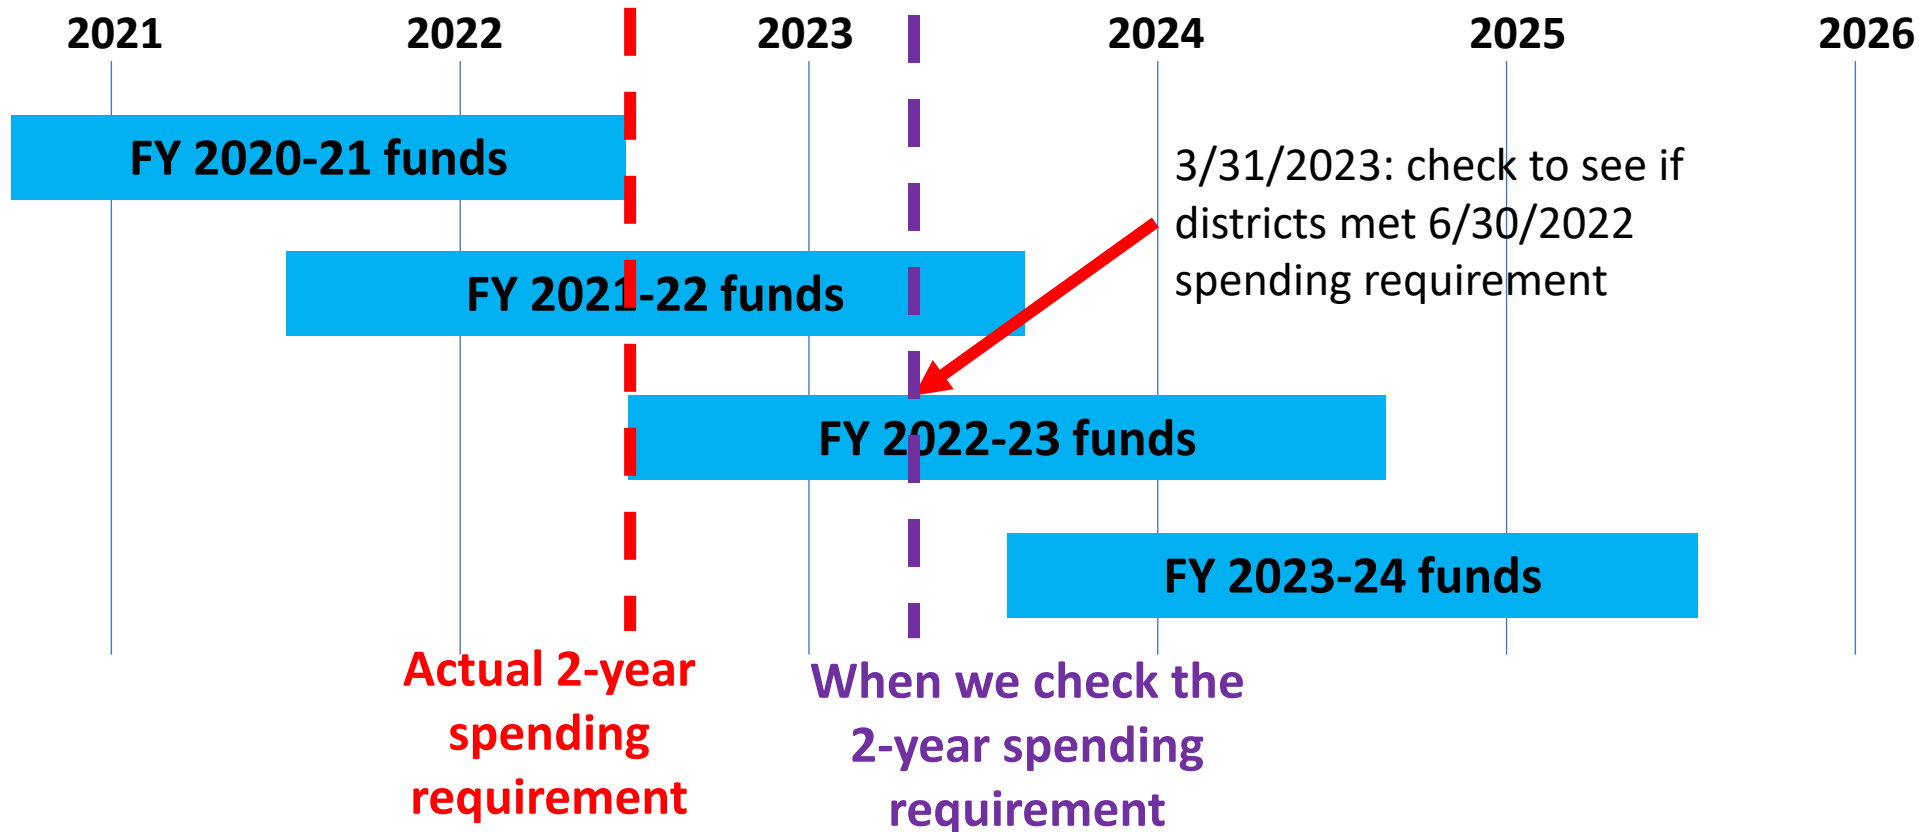 2021 2022 2023 2024 2025 2026
FY 2020-21 funds
3/31/2023: check to see if
districts met 6/30/2022
spending requirement
FY 2021-22 funds
FY 2022-23 funds
FY 2023-24 funds
Actual 2-year
spending
requirement
When we check the
2-year spending
requirement